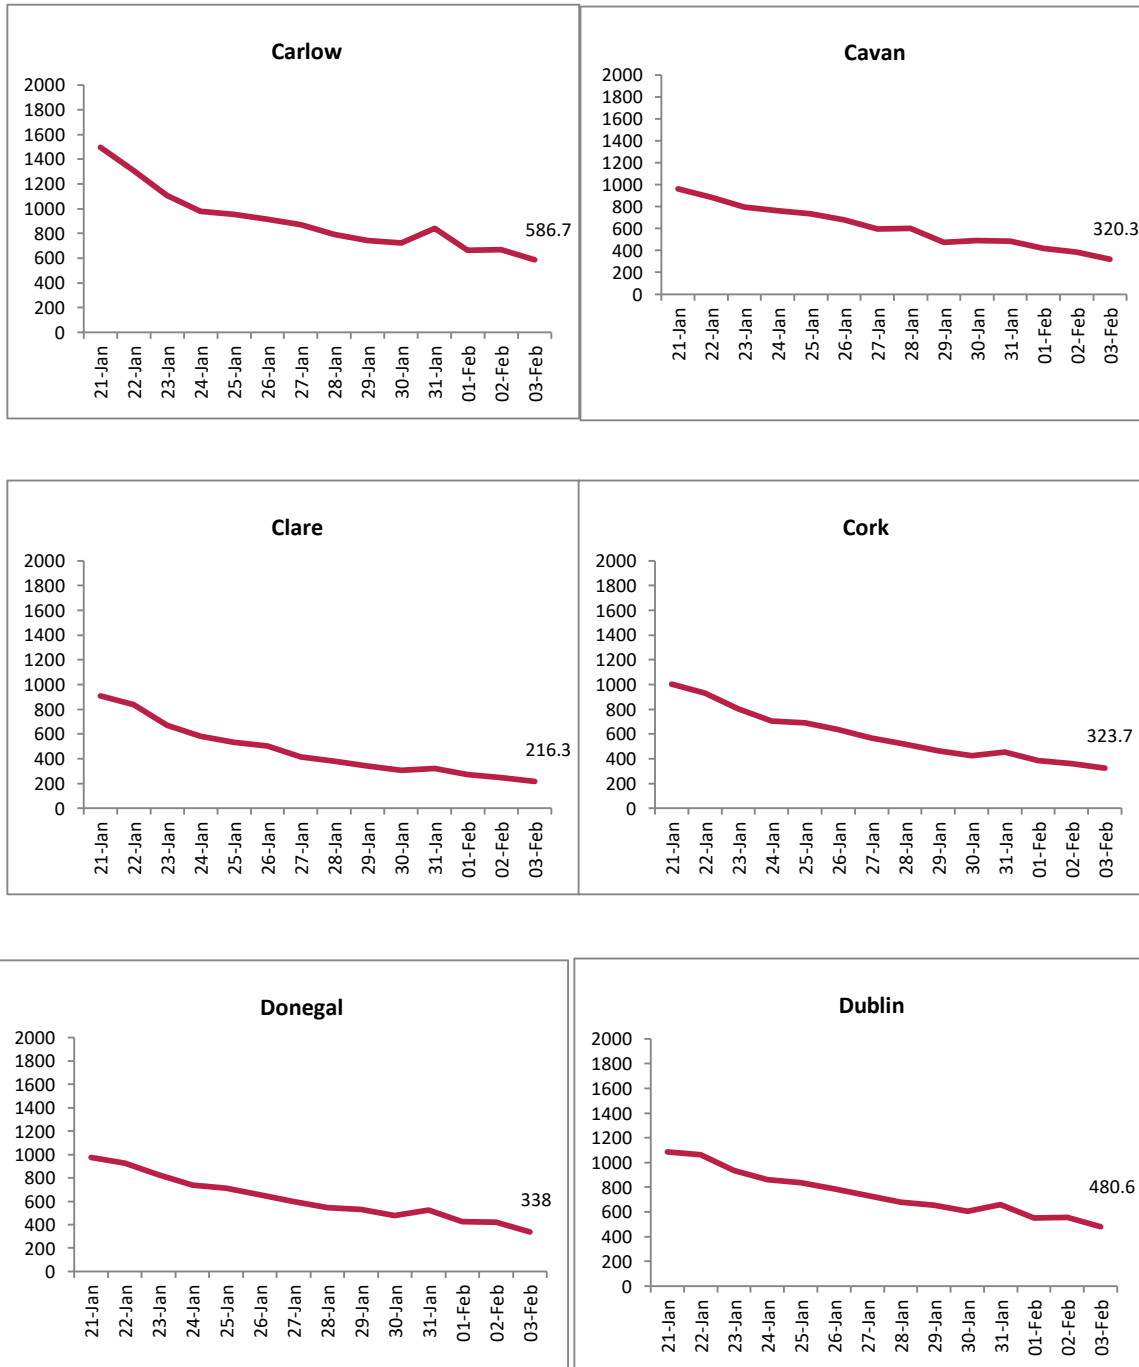 Carlow
2000
1800
1600
1400
1200
1000
800
600
400
200
0
586.7
21-Jan
22-Jan
23-Jan
24-Jan
25-Jan
26-Jan
27-Jan
28-Jan
29-Jan
30-Jan
31-Jan
01-Feb
02-Feb
03-Feb
Cavan
2000
1800
1600
1400
1200
1000
800
600
400
200
0
320.3
21-Jan
22-Jan
23-Jan
24-Jan
25-Jan
26-Jan
27-Jan
28-Jan
29-Jan
30-Jan
31-Jan
01-Feb
02-Feb
03-Feb
Clare
2000
1800
1600
1400
1200
1000
800
600
400
200
0
216.3
21-Jan
22-Jan
23-Jan
24-Jan
25-Jan
26-Jan
27-Jan
28-Jan
29-Jan
30-Jan
31-Jan
01-Feb
02-Feb
03-Feb
Cork
2000
1800
1600
1400
1200
1000
800
600
400
200
0
323.7
21-Jan
22-Jan
23-Jan
24-Jan
25-Jan
26-Jan
27-Jan
28-Jan
29-Jan
30-Jan
31-Jan
01-Feb
02-Feb
03-Feb
Donegal
2000
1800
1600
1400
1200
1000
800
600
400
200
0
338
21-Jan
22-Jan
23-Jan
24-Jan
25-Jan
26-Jan
27-Jan
28-Jan
29-Jan
30-Jan
31-Jan
01-Feb
02-Feb
03-Feb
Dublin
2000
1800
1600
1400
1200
1000
800
600
400
200
0
480.6
21-Jan
22-Jan
23-Jan
24-Jan
25-Jan
26-Jan
27-Jan
28-Jan
29-Jan
30-Jan
31-Jan
01-Feb
02-Feb
03-Feb